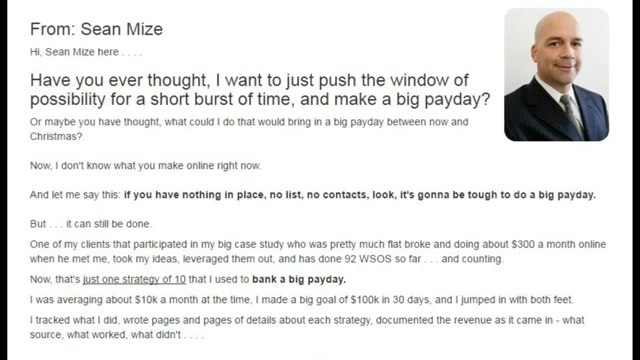 From: Sean Mize
Hi, Sean Mize here . . . .
Have you ever thought, I want to just push the window of
possibility for a short burst of time, and make a big payday?
Or maybe you have thought, what could I do that would bring in a big payday between now and
Christmas?
Now, I don't know what you make online right now.
And let me say this: if you have nothing in place, no list, no contacts, look, it's gonna be tough to do a big payday.
But . . . it can still be done.
One of my clients that participated in my big case study who was pretty much flat broke and doing about $300 a month online
when he met me, took my ideas, leveraged them out, and has done 92 WSOS so far . . . and counting.
Now, that's just one strategy of 10 that I used to bank a big payday.
I was averaging about $10k a month at the time, I made a big goal of $100k in 30 days, and I jumped in with both feet.
I tracked what I did, wrote pages and pages of details about each strategy, documented the revenue as it came in - what
source, what worked, what didn't . . . .